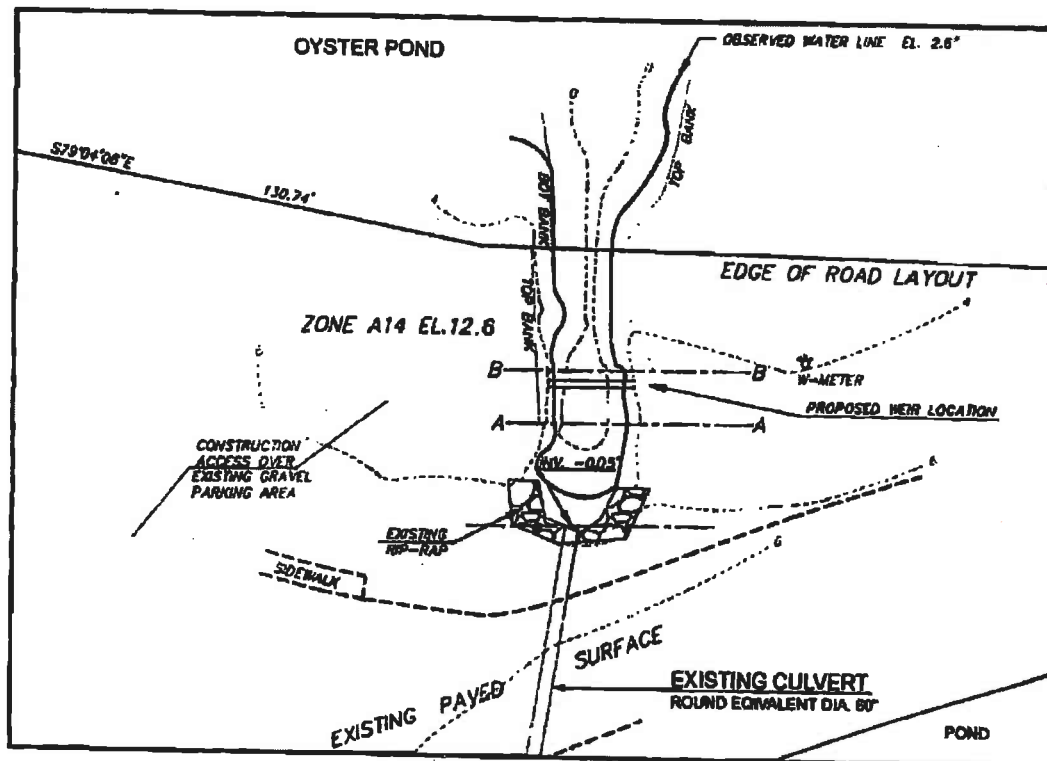 OYSTER POND
OBSERVED WATER LINE EL. 2.6'
S79°04'06"E
130.74'
TOP BANK
BOT BANK
TOP BANK
EDGE OF ROAD LAYOUT
ZONE A14 EL.12.6
B
B
W-METER
PROPOSED WEIR LOCATION
A
A
CONSTRUCTION
ACCESS OVER
EXISTING GRAVEL
PARKING AREA
INV. -0.05'
EXISTING
RIP-RAP
SIDEWALK
EXISTING PAVED SURFACE
EXISTING CULVERT
ROUND EQUIVALENT DIA. 60"
POND